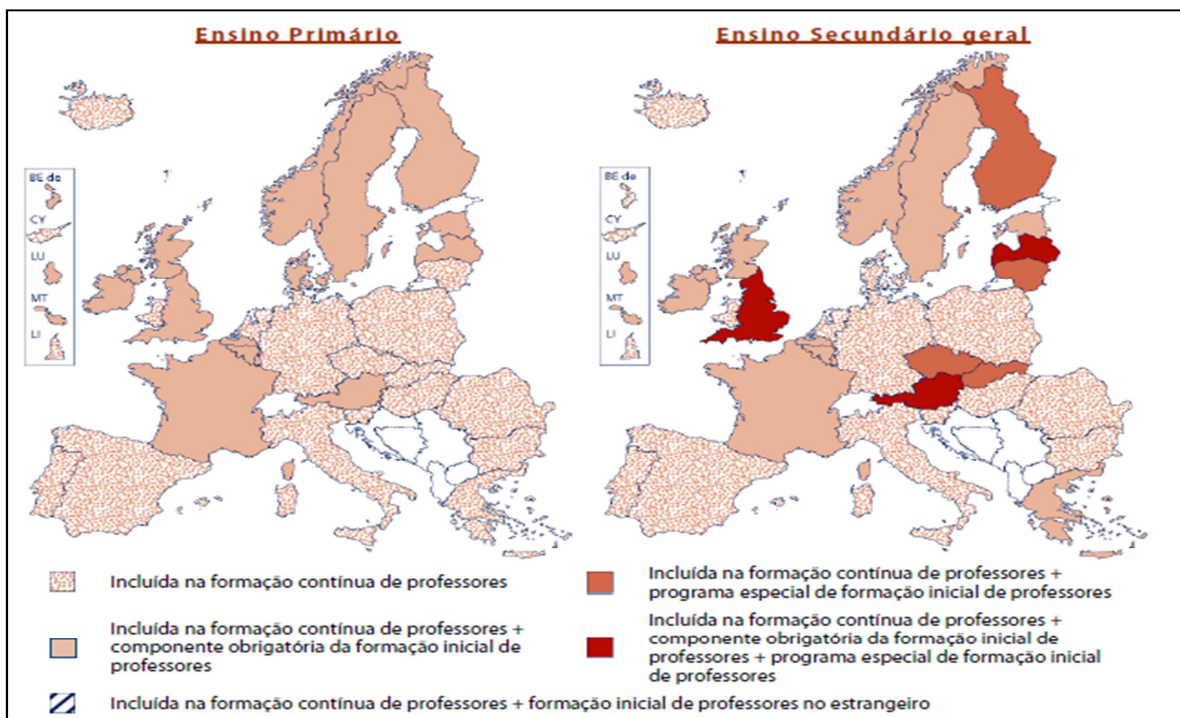 Ensino Primário
Ensino Secundário geral
BE de
CY
LU
MT
LI
BE de
CY
LU
MT
LI
Incluída na formação contínua de professores
Incluída na formação contínua de professores +
componente obrigatória da formação inicial de
professores
Incluída na formação contínua de professores +
programa especial de formação inicial de professores
Incluída na formação contínua de professores +
componente obrigatória da formação inicial de
professores + programa especial de formação inicial
de professores
Incluída na formação contínua de professores + formação inicial de professores no estrangeiro